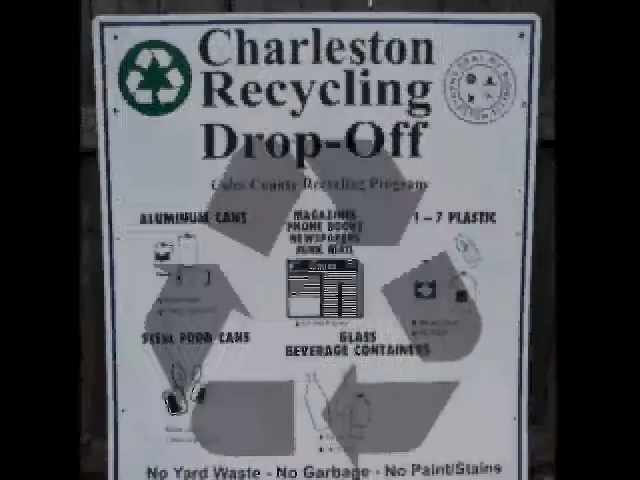 Charleston
Recycling
Drop-Off
Coles County Recycling Program
ALUMINUM CANS
MAGAZINES
PHONE BOOKS
NEWSPAPERS
JUNK MAIL
1 - 7 PLASTIC
STEEL FOOD CANS
GLASS
BEVERAGE CONTAINERS
No Yard Waste - No Garbage - No Paint/Stains